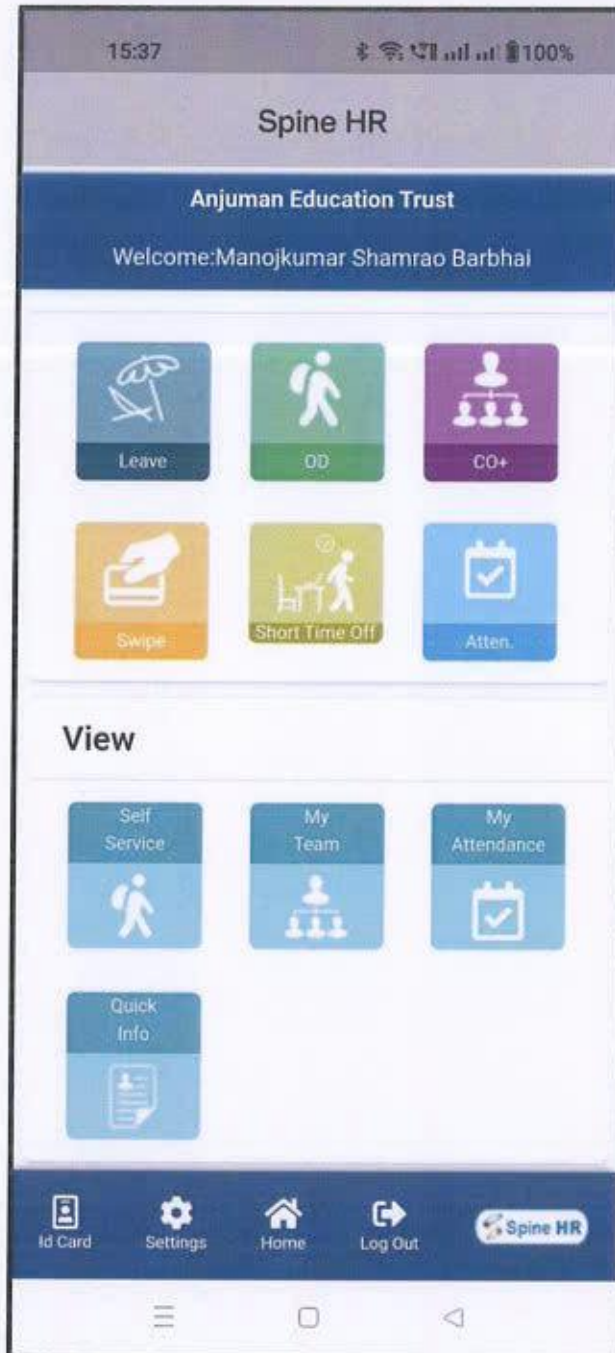 15:37 100%
Spine HR
Anjuman Education Trust
Welcome:Manojkumar Shamrao Barbhai
Leave OD CO+
Swipe Short Time Off Atten.
View
Self Service
My Team
My Attendance
Quick Info
Id Card Settings Home Log Out Spine HR